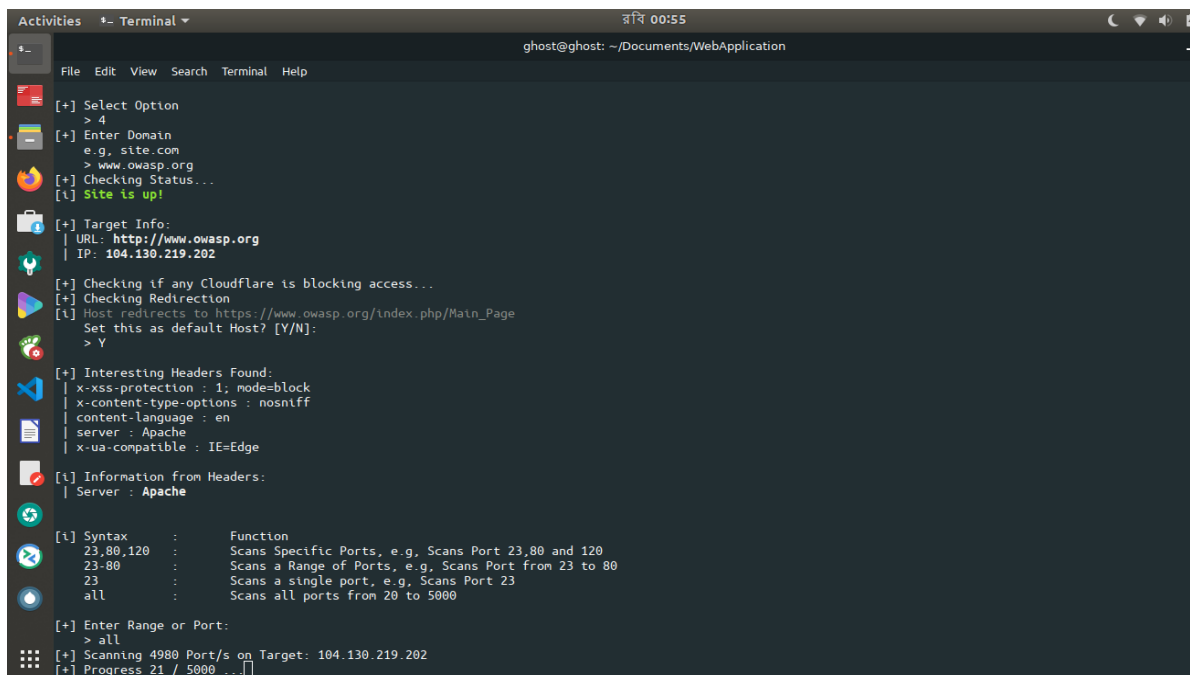 Activities Terminal
রবি 00:55
ghost@ghost: ~/Documents/WebApplication
File Edit View Search Terminal Help
[+] Select Option
> 4
[+] Enter Domain
e.g, site.com
> www.owasp.org
[+] Checking Status...
[i] Site is up!
[+] Target Info:
| URL: http://www.owasp.org
| IP: 104.130.219.202
[+] Checking if any Cloudflare is blocking access...
[+] Checking Redirection
[i] Host redirects to https://www.owasp.org/index.php/Main_Page
Set this as default Host? [Y/N]:
> Y
[+] Interesting Headers Found:
| x-xss-protection : 1; mode=block
| x-content-type-options : nosniff
| content-language : en
| server : Apache
| x-ua-compatible : IE=Edge
[i] Information from Headers:
| Server : Apache
[i] Syntax : Function
23,80,120 : Scans Specific Ports, e.g, Scans Port 23,80 and 120
23-80 : Scans a Range of Ports, e.g, Scans Port from 23 to 80
23 : Scans a single port, e.g, Scans Port 23
all : Scans all ports from 20 to 5000
[+] Enter Range or Port:
> all
[+] Scanning 4980 Port/s on Target: 104.130.219.202
[+] Progress 21 / 5000 ...